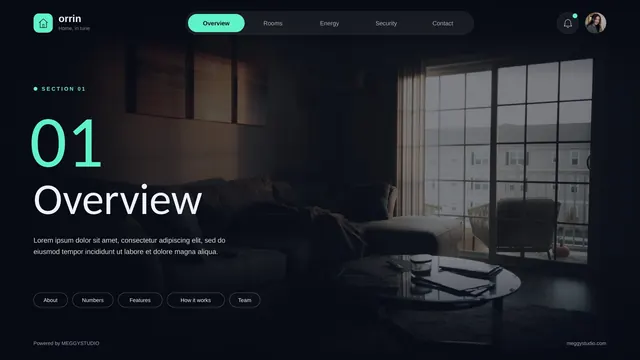 orrin
Home, in tune
Overview
Rooms
Energy
Security
Contact
SECTION 01
01
Overview
Lorem ipsum dolor sit amet, consectetur adipiscing elit, sed do
eiusmod tempor incididunt ut labore et dolore magna aliqua.
About
Numbers
Features
How it works
Team
Powered by MEGGYSTUDIO
meggystudio.com